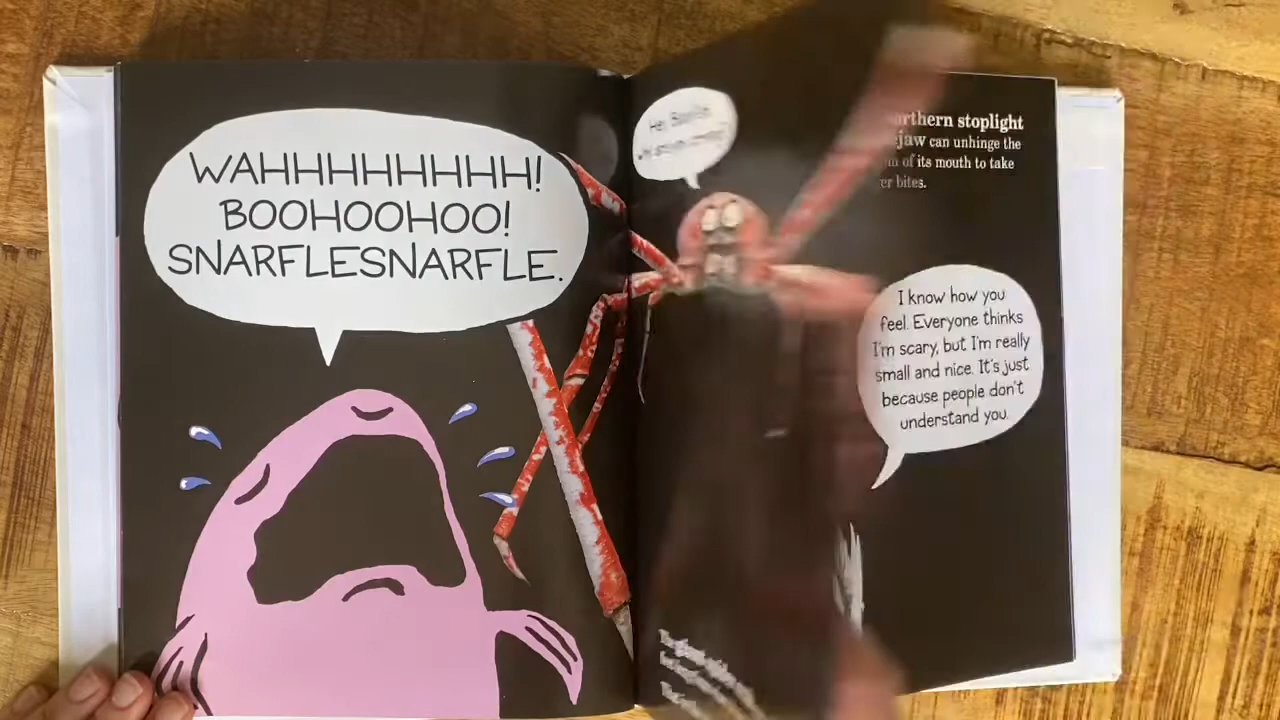 WAHHHHHHHH!
BOOHOOHOO!
SNARFLESNARFLE.
orthern stoplight
ejaw can unhinge the
of its mouth to take
er bites.
I know how you
feel. Everyone thinks
I'm scary, but I'm really
small and nice. It's just
because people don't
understand you.